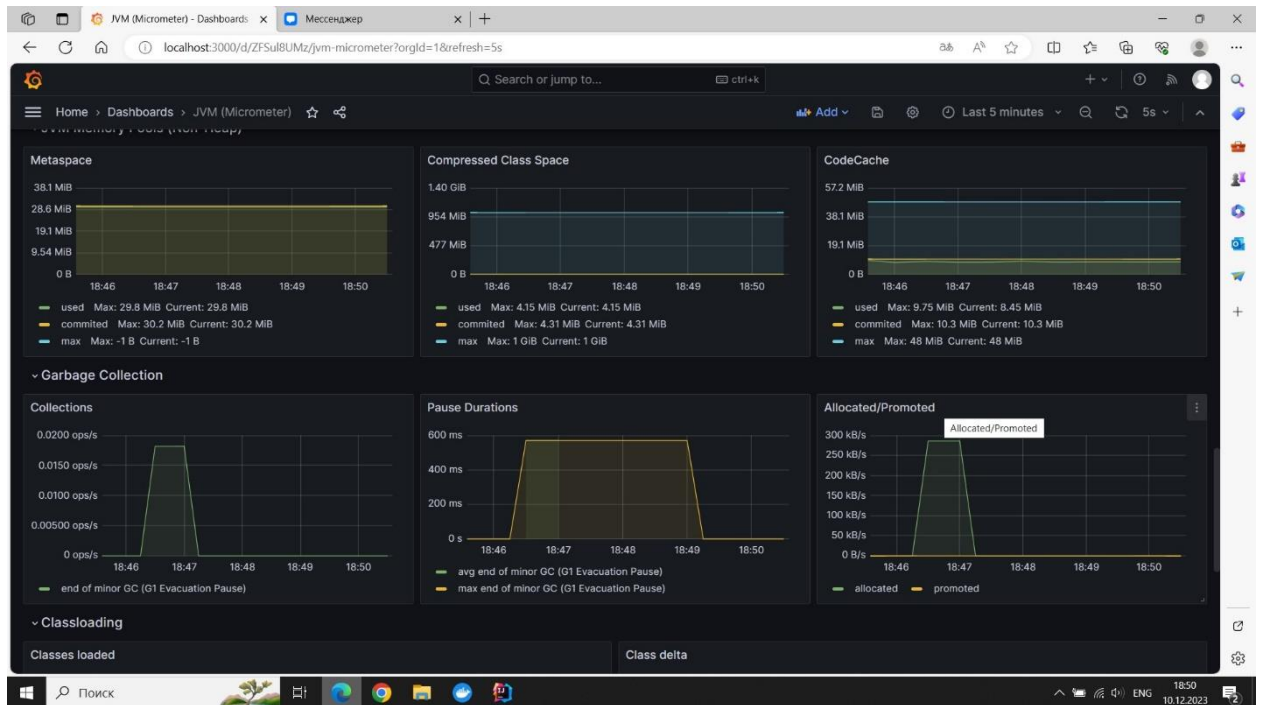 JVM (Micrometer) - Dashboards
Мессенджер
localhost:3000/d/ZFSul8UMz/jvm-micrometer?orgId=1&refresh=5s
Search or jump to...
ctrl+k
Home › Dashboards › JVM (Micrometer)
Add
Last 5 minutes
5s
JVM Memory Pools (Non-Heap)
Metaspace
38.1 MiB
28.6 MiB
19.1 MiB
9.54 MiB
0 B
18:46 18:47 18:48 18:49 18:50
used Max: 29.8 MiB Current: 29.8 MiB
commited Max: 30.2 MiB Current: 30.2 MiB
max Max: -1 B Current: -1 B
Compressed Class Space
1.40 GiB
954 MiB
477 MiB
0 B
18:46 18:47 18:48 18:49 18:50
used Max: 4.15 MiB Current: 4.15 MiB
commited Max: 4.31 MiB Current: 4.31 MiB
max Max: 1 GiB Current: 1 GiB
CodeCache
57.2 MiB
38.1 MiB
19.1 MiB
0 B
18:46 18:47 18:48 18:49 18:50
used Max: 9.75 MiB Current: 8.45 MiB
commited Max: 10.3 MiB Current: 10.3 MiB
max Max: 48 MiB Current: 48 MiB
Garbage Collection
Collections
0.0200 ops/s
0.0150 ops/s
0.0100 ops/s
0.00500 ops/s
0 ops/s
18:46 18:47 18:48 18:49 18:50
end of minor GC (G1 Evacuation Pause)
Pause Durations
600 ms
400 ms
200 ms
0 s
18:46 18:47 18:48 18:49 18:50
avg end of minor GC (G1 Evacuation Pause)
max end of minor GC (G1 Evacuation Pause)
Allocated/Promoted
Allocated/Promoted
300 kB/s
250 kB/s
200 kB/s
150 kB/s
100 kB/s
50 kB/s
0 B/s
18:46 18:47 18:48 18:49 18:50
allocated promoted
Classloading
Classes loaded
Class delta
Поиск
ENG
18:50
10.12.2023
2